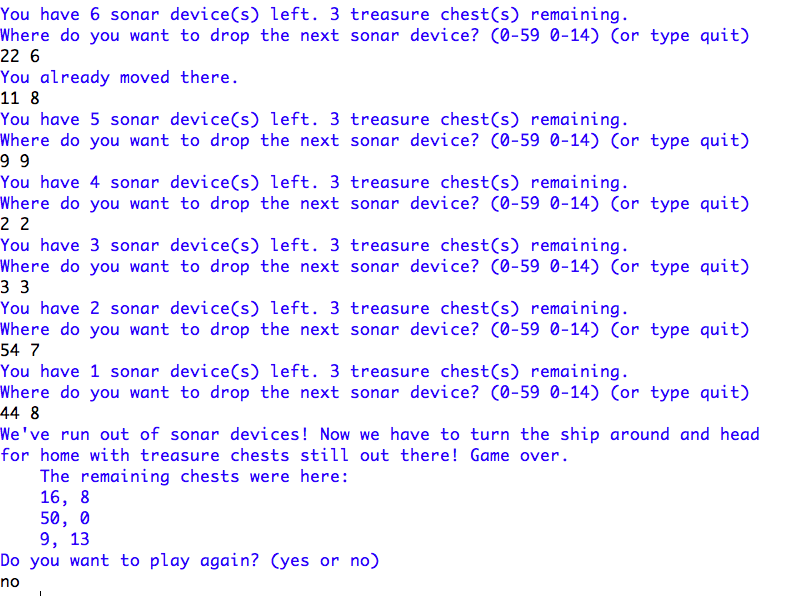 You have 6 sonar device(s) left. 3 treasure chest(s) remaining.
Where do you want to drop the next sonar device? (0-59 0-14) (or type quit)
22 6
You already moved there.
11 8
You have 5 sonar device(s) left. 3 treasure chest(s) remaining.
Where do you want to drop the next sonar device? (0-59 0-14) (or type quit)
9 9
You have 4 sonar device(s) left. 3 treasure chest(s) remaining.
Where do you want to drop the next sonar device? (0-59 0-14) (or type quit)
2 2
You have 3 sonar device(s) left. 3 treasure chest(s) remaining.
Where do you want to drop the next sonar device? (0-59 0-14) (or type quit)
3 3
You have 2 sonar device(s) left. 3 treasure chest(s) remaining.
Where do you want to drop the next sonar device? (0-59 0-14) (or type quit)
54 7
You have 1 sonar device(s) left. 3 treasure chest(s) remaining.
Where do you want to drop the next sonar device? (0-59 0-14) (or type quit)
44 8
We've run out of sonar devices! Now we have to turn the ship around and head
for home with treasure chests still out there! Game over.
    The remaining chests were here:
    16, 8
    50, 0
    9, 13
Do you want to play again? (yes or no)
no